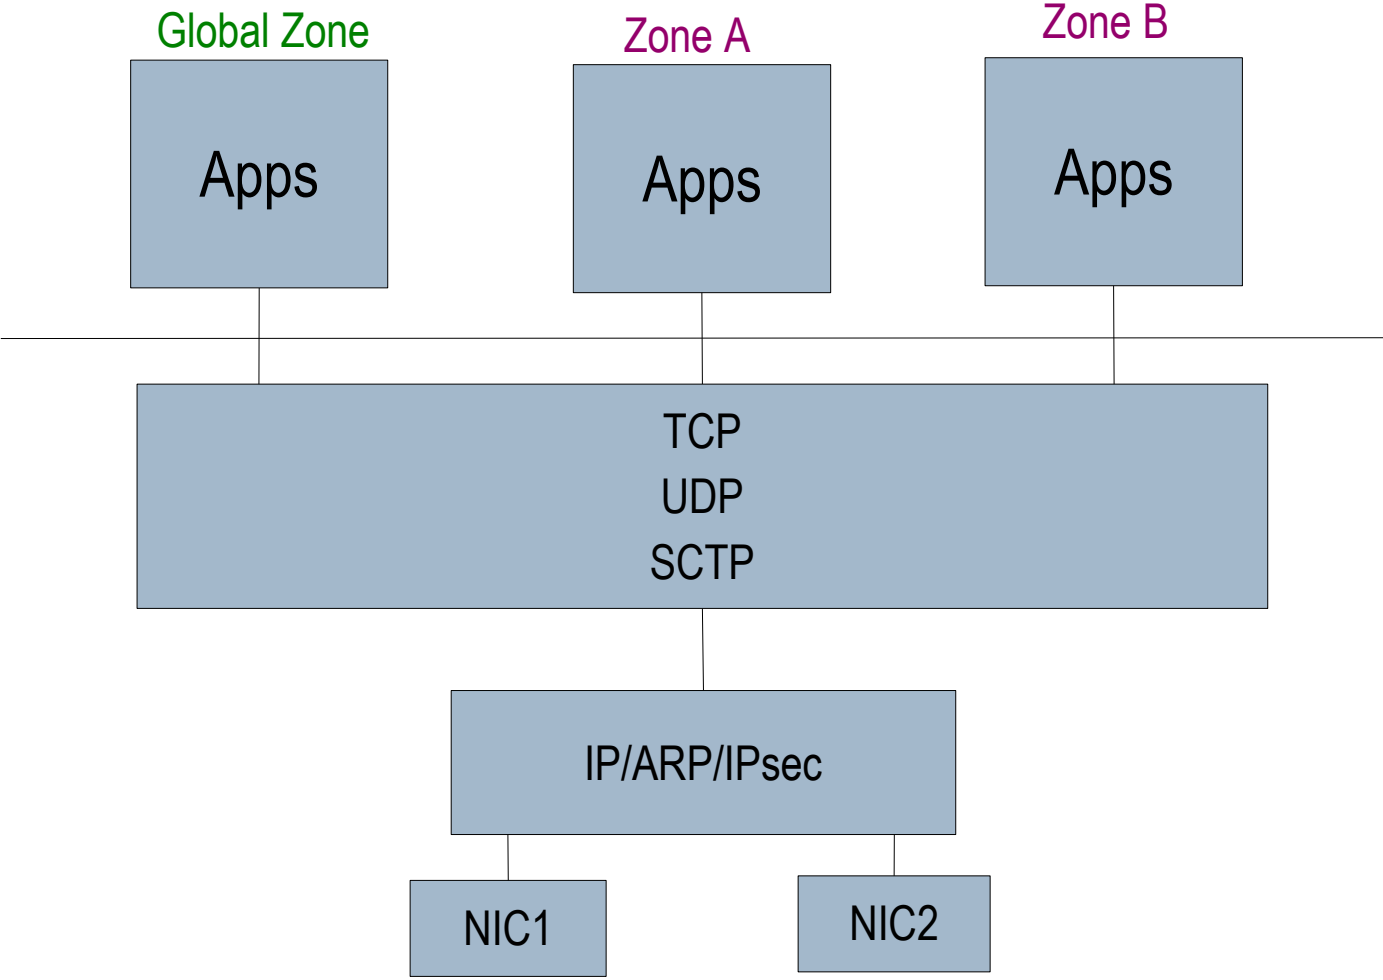 Global Zone
Zone A
Zone B
Apps
Apps
Apps
TCP
UDP
SCTP
IP/ARP/IPsec
NIC1
NIC2